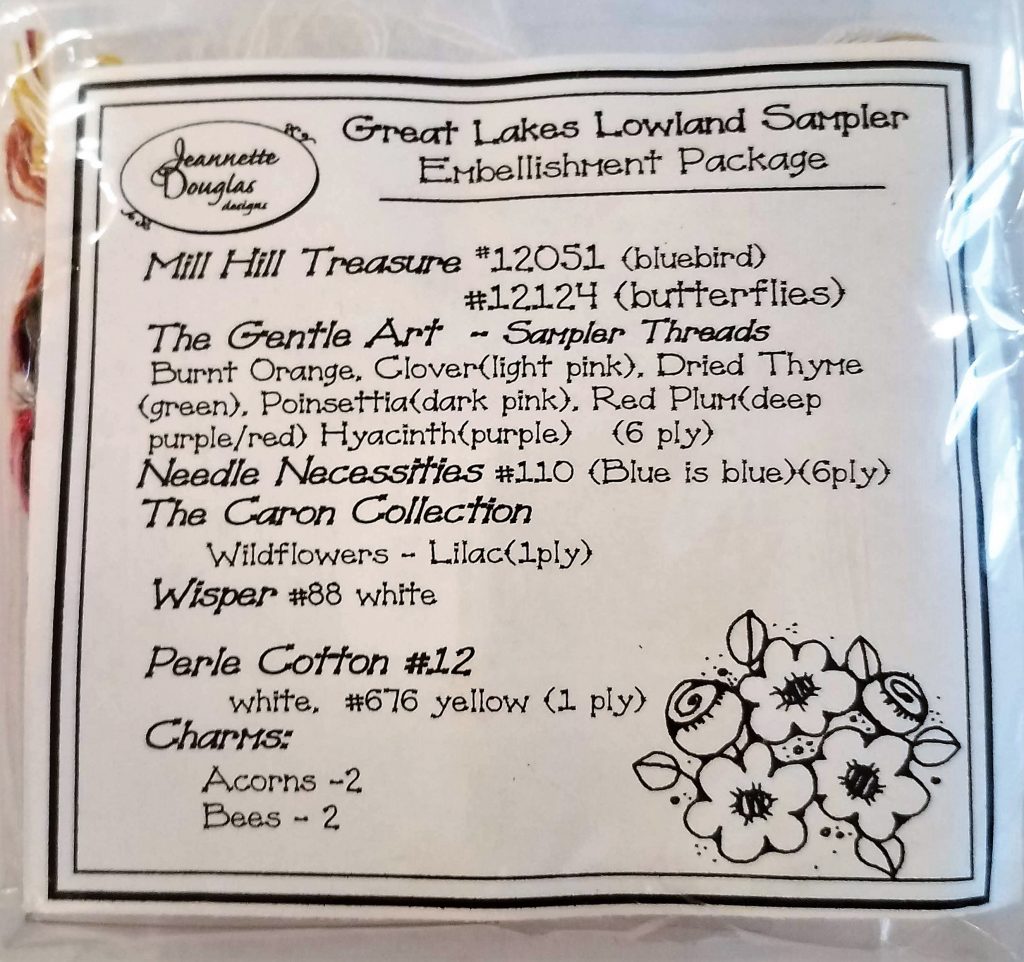 Jeannette
Douglas
designs
Great Lakes Lowland Sampler
Embellishment Package
Mill Hill Treasure #12051 (bluebird)
#12124 (butterflies)
The Gentle Art - Sampler Threads
Burnt Orange, Clover(light pink), Dried Thyme
(green), Poinsettia(dark pink), Red Plum(deep
purple/red) Hyacinth(purple) (6 ply)
Needle Necessities #110 (Blue is blue)(6ply)
The Caron Collection
Wildflowers - Lilac(1ply)
Wisper #88 white
Perle Cotton #12
white, #676 yellow (1 ply)
Charms:
Acorns -2
Bees - 2